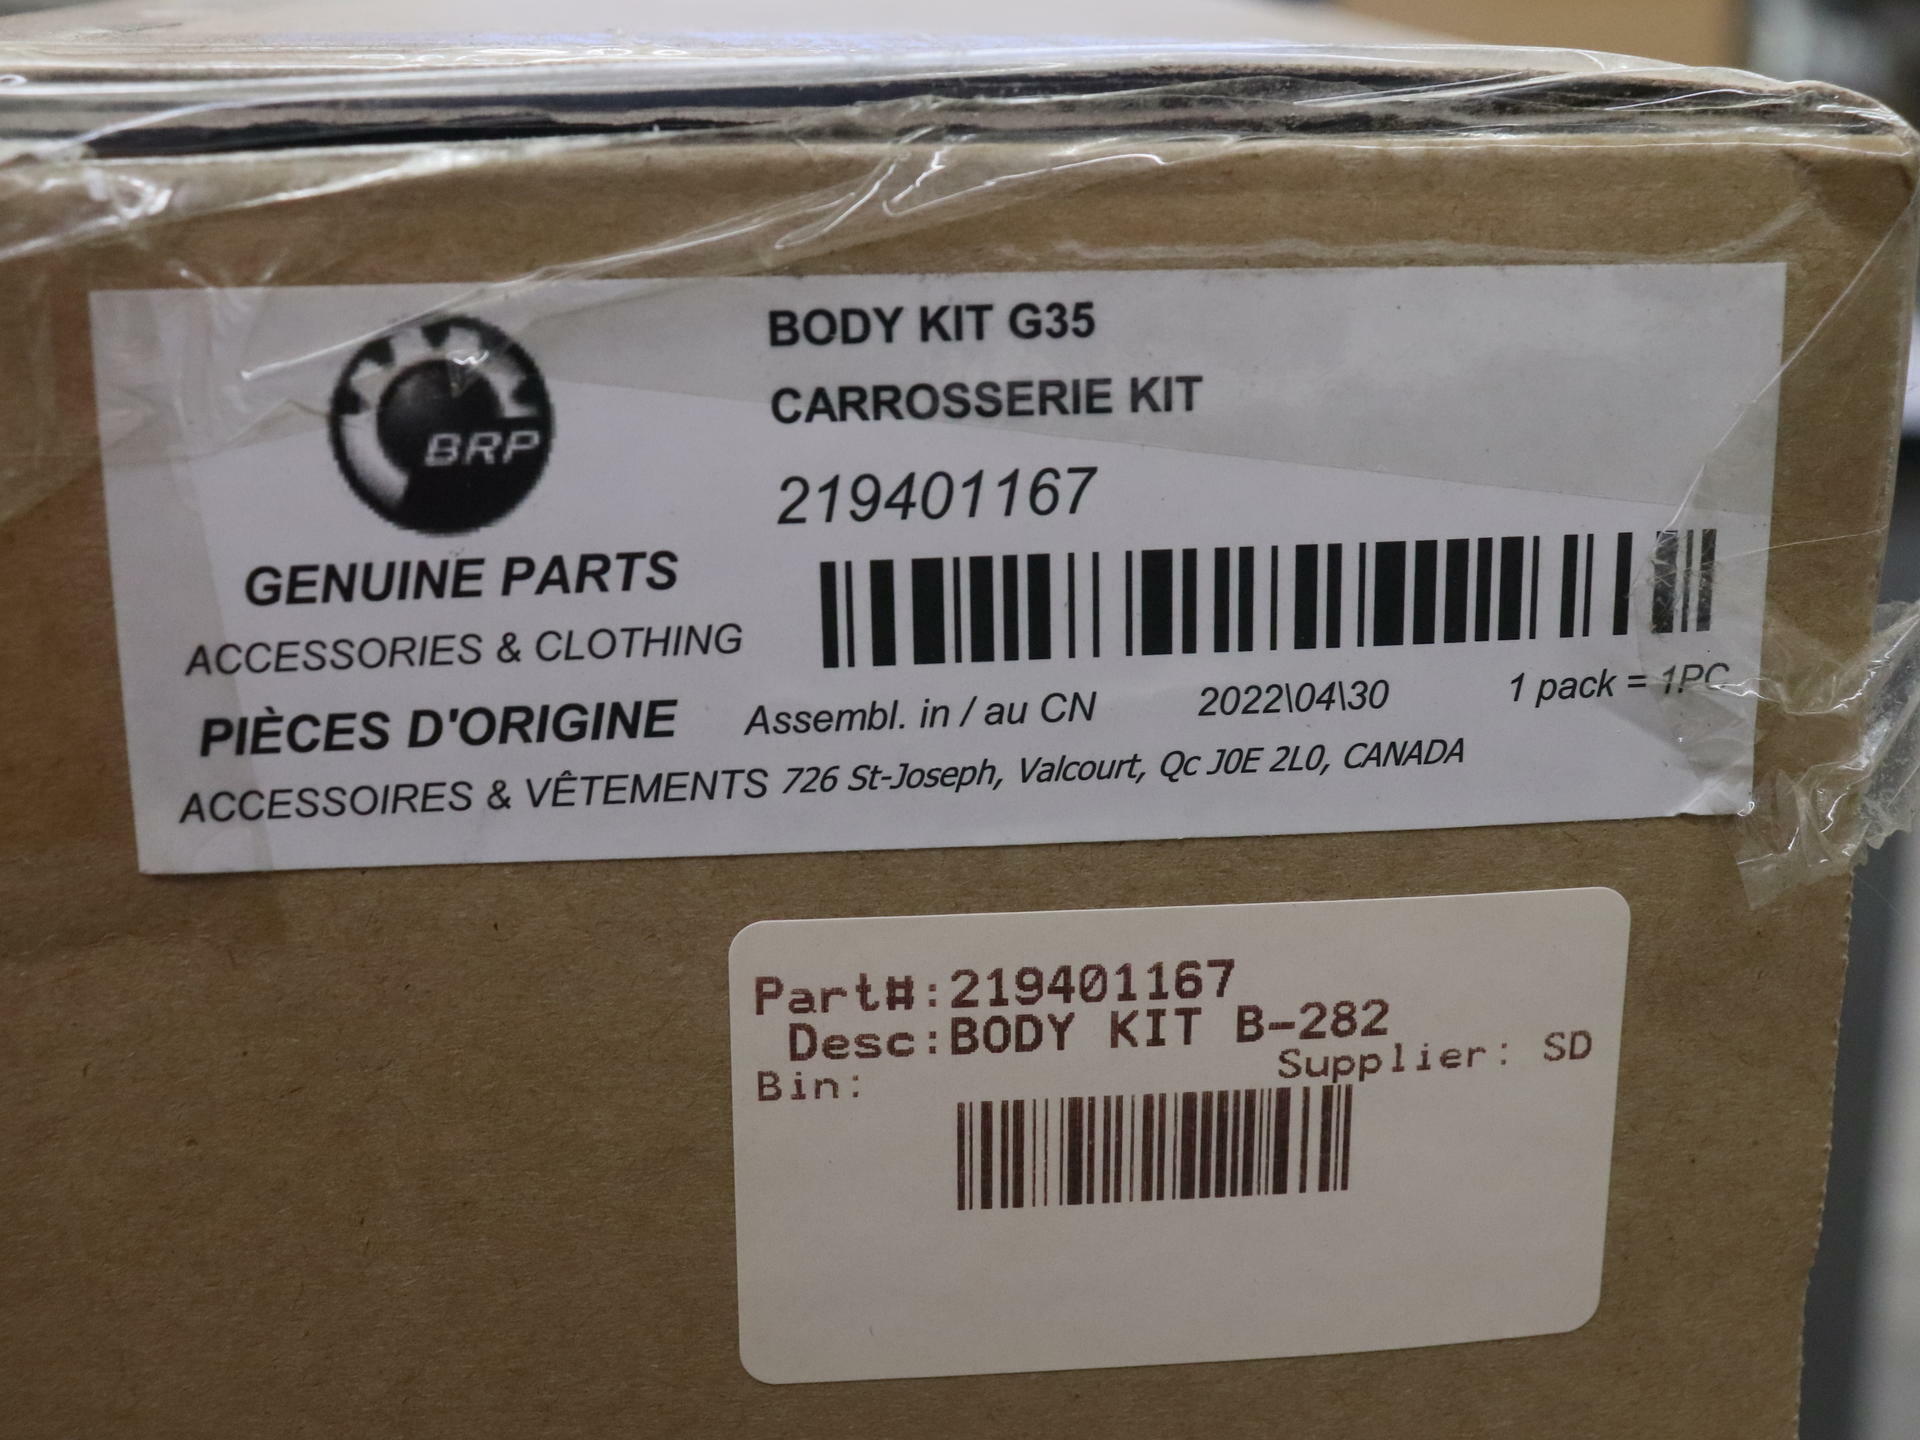 BRP
GENUINE PARTS
ACCESSORIES & CLOTHING
PIÈCES D'ORIGINE
ACCESSOIRES & VÊTEMENTS
BODY KIT G35
CARROSSERIE KIT
219401167
Assembl. in / au CN 2022\04\30 1 pack = 1PC
726 St-Joseph, Valcourt, Qc J0E 2L0, CANADA
Part#:219401167
Desc:BODY KIT B-282
Bin: Supplier: SD